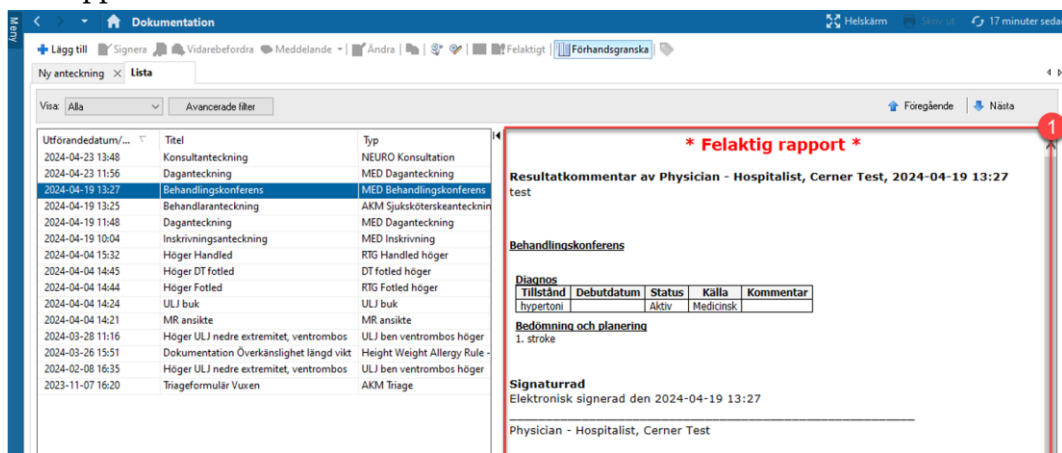 Meny
Dokumentation
Helskärm
Skriv ut
17 minuter sedan
Lägg till
Signera
Vidarebefordra
Meddelande
Ändra
Felaktigt
Förhandsgranska
Ny anteckning
Lista
Visa: Alla
Avancerade filter
Föregående
Nästa
1
Utförandedatum/... Titel Typ
2024-04-23 13:48 Konsultanteckning NEURO Konsultation
2024-04-23 11:56 Daganteckning MED Daganteckning
2024-04-19 13:27 Behandlingskonferens MED Behandlingskonferens
2024-04-19 13:25 Behandlaranteckning AKM Sjuksköterskeantecknin
2024-04-19 11:48 Daganteckning MED Daganteckning
2024-04-19 10:04 Inskrivningsanteckning MED Inskrivning
2024-04-04 15:32 Höger Handled RTG Handled höger
2024-04-04 14:45 Höger DT fotled DT fotled höger
2024-04-04 14:44 Höger Fotled RTG Fotled höger
2024-04-04 14:24 ULJ buk ULJ buk
2024-04-04 14:21 MR ansikte MR ansikte
2024-03-28 11:16 Höger ULJ nedre extremitet, ventrombos ULJ ben ventrombos höger
2024-03-26 15:51 Dokumentation Överkänslighet längd vikt Height Weight Allergy Rule -
2024-02-08 16:35 Höger ULJ nedre extremitet, ventrombos ULJ ben ventrombos höger
2023-11-07 16:20 Triageformulär Vuxen AKM Triage
* Felaktig rapport *
Resultatkommentar av Physician - Hospitalist, Cerner Test, 2024-04-19 13:27
test
Behandlingskonferens
Diagnos
Tillstånd Debutdatum Status Källa Kommentar
hypertoni Aktiv Medicinsk
Bedömning och planering
1. stroke
Signaturrad
Elektronisk signerad den 2024-04-19 13:27
Physician - Hospitalist, Cerner Test